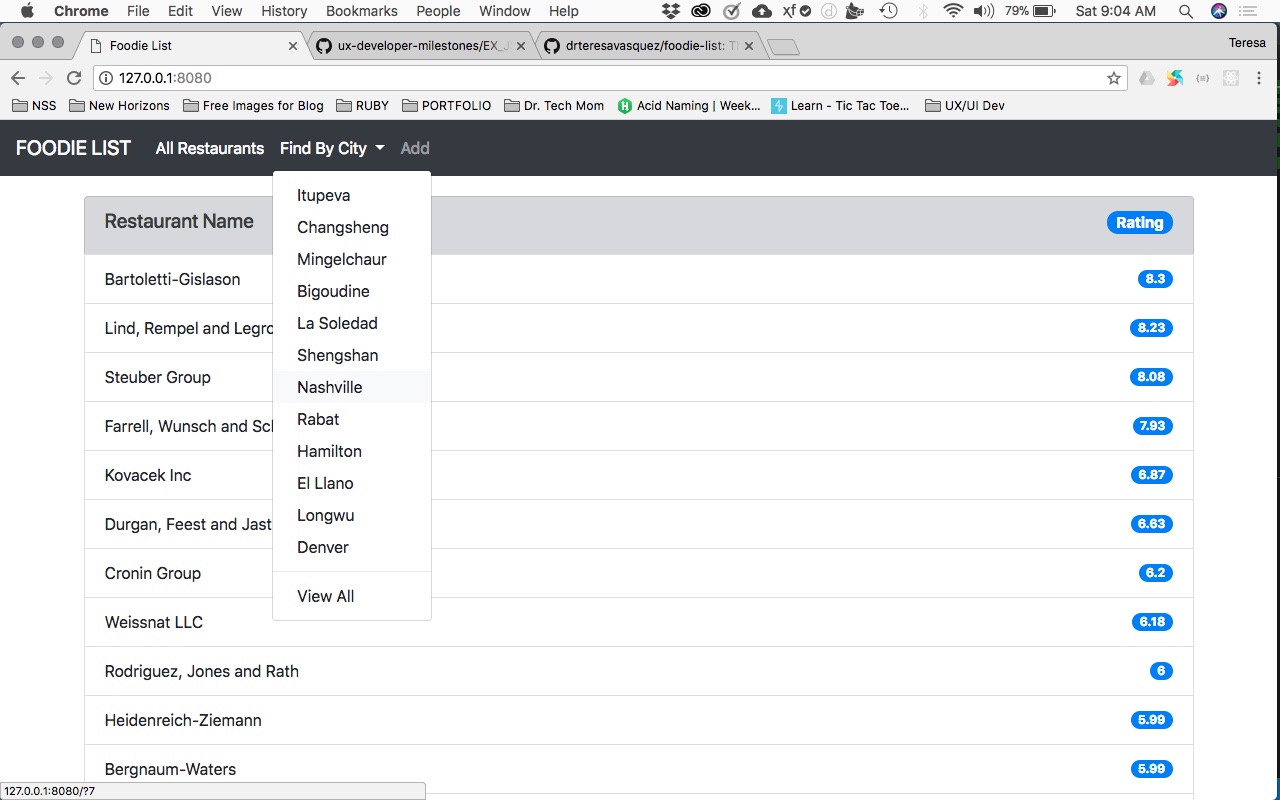 Chrome File Edit View History Bookmarks People Window Help 79% Sat 9:04 AM
Foodie List ux-developer-milestones/EX_J drteresavasquez/foodie-list: Teresa
127.0.0.1:8080
NSS New Horizons Free Images for Blog RUBY PORTFOLIO Dr. Tech Mom Acid Naming | Week... Learn - Tic Tac Toe... UX/UI Dev
FOODIE LIST All Restaurants Find By City Add
Restaurant Name Rating
Itupeva
Changsheng
Mingelchaur
Bigoudine
La Soledad
Shengshan
Nashville
Rabat
Hamilton
El Llano
Longwu
Denver
View All
Bartoletti-Gislason 8.3
Lind, Rempel and Legro 8.23
Steuber Group 8.08
Farrell, Wunsch and Scl 7.93
Kovacek Inc 6.87
Durgan, Feest and Jast 6.63
Cronin Group 6.2
Weissnat LLC 6.18
Rodriguez, Jones and Rath 6
Heidenreich-Ziemann 5.99
Bergnaum-Waters 5.99
127.0.0.1:8080/?7